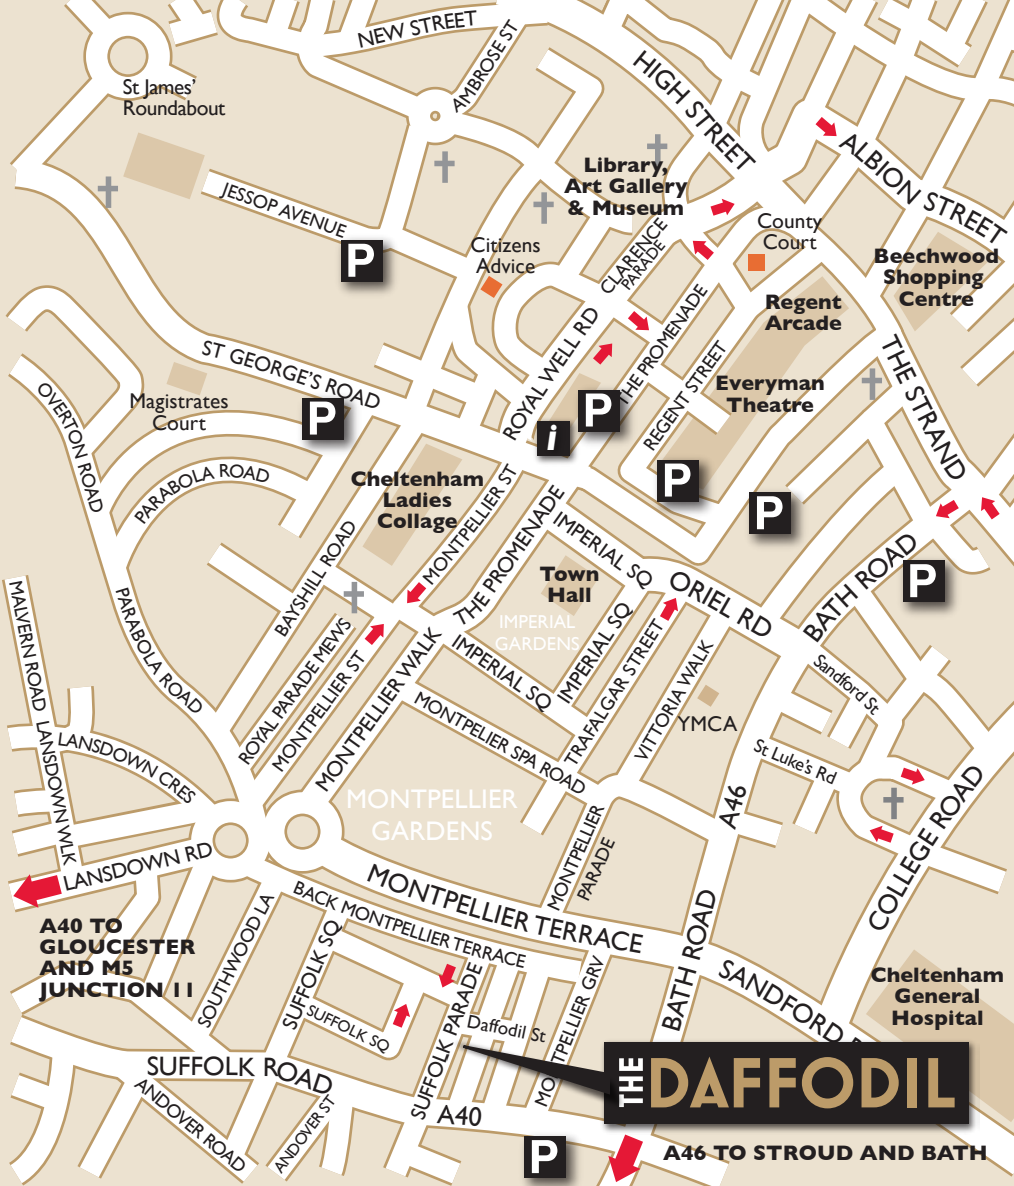 NEW STREET
AMBROSE ST
HIGH STREET
St James'
Roundabout
ALBION STREET
Library,
Art Gallery
& Museum
JESSOP AVENUE
P
Citizens
Advice
CLARENCE
PARADE
County
Court
Beechwood
Shopping
Centre
Regent
Arcade
THE PROMENADE
ROYAL WELL RD
ST GEORGE'S ROAD
REGENT STREET
THE STRAND
Everyman
Theatre
OVERTON ROAD
Magistrates
Court
P
P
i
PARABOLA ROAD
Cheltenham
Ladies
Collage
MONTPELLIER ST
P
P
THE PROMENADE
IMPERIAL SQ
BATH ROAD
P
BAYSHILL ROAD
Town
Hall
ORIEL RD
MALVERN ROAD
PARABOLA ROAD
IMPERIAL
GARDENS
IMPERIAL SQ
ROYAL PARADE MEWS
MONTPELLIER ST
MONTPELLIER WALK
IMPERIAL SQ
TRAFALGAR STREET
VITTORIA WALK
Sandford St
YMCA
LANSDOWN CRES
LANSDOWN WLK
MONTPELIER SPA ROAD
St Luke's Rd
A46
MONTPELLIER
GARDENS
MONTPELLIER
PARADE
COLLEGE ROAD
LANSDOWN RD
MONTPELLIER TERRACE
BACK MONTPELLIER TERRACE
A40 TO
GLOUCESTER
AND M5
JUNCTION 11
SOUTHWOOD LA
SUFFOLK SQ
BATH ROAD
SANDFORD
Cheltenham
General
Hospital
SUFFOLK SQ
SUFFOLK PARADE
Daffodil St
MONTPELLIER GRV
SUFFOLK ROAD
THE DAFFODIL
A40
ANDOVER ROAD
ANDOVER ST
P
A46 TO STROUD AND BATH